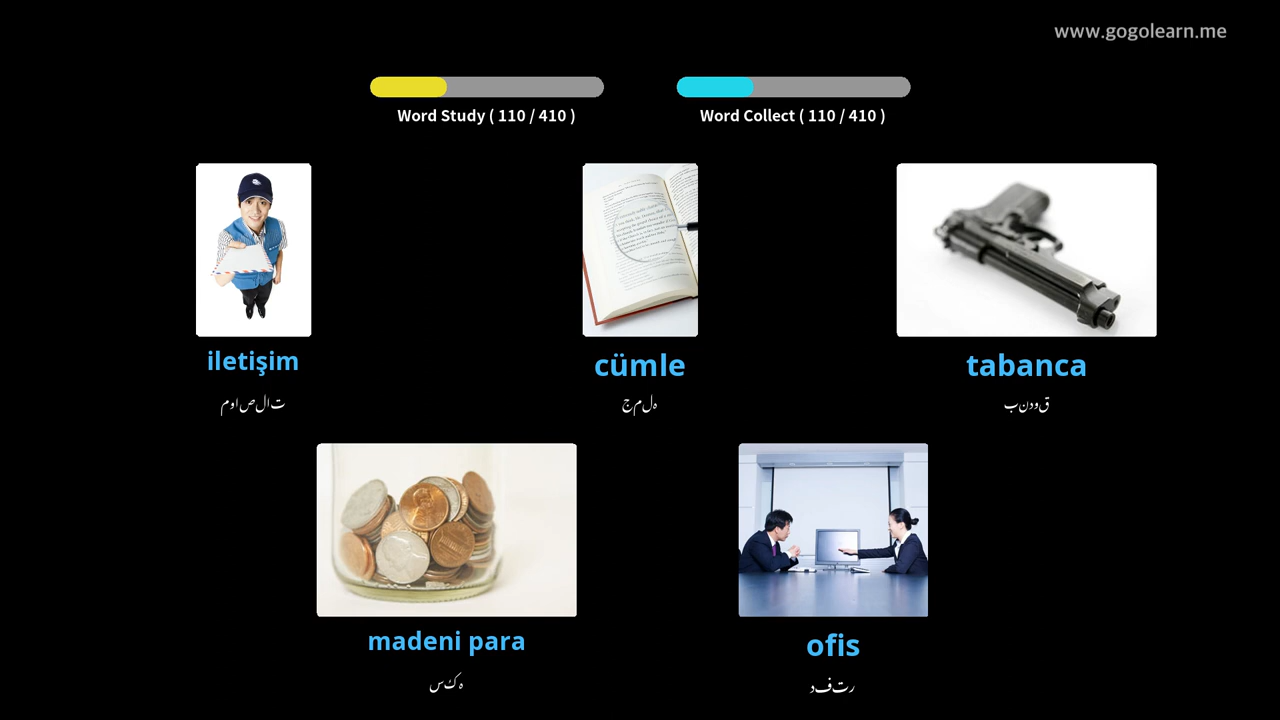 www.gogolearn.me
Word Study ( 110 / 410 )
Word Collect ( 110 / 410 )
iletişim
cümle
tabanca
مواصلات
جملہ
بندوق
madeni para
ofis
سکہ
دفتر